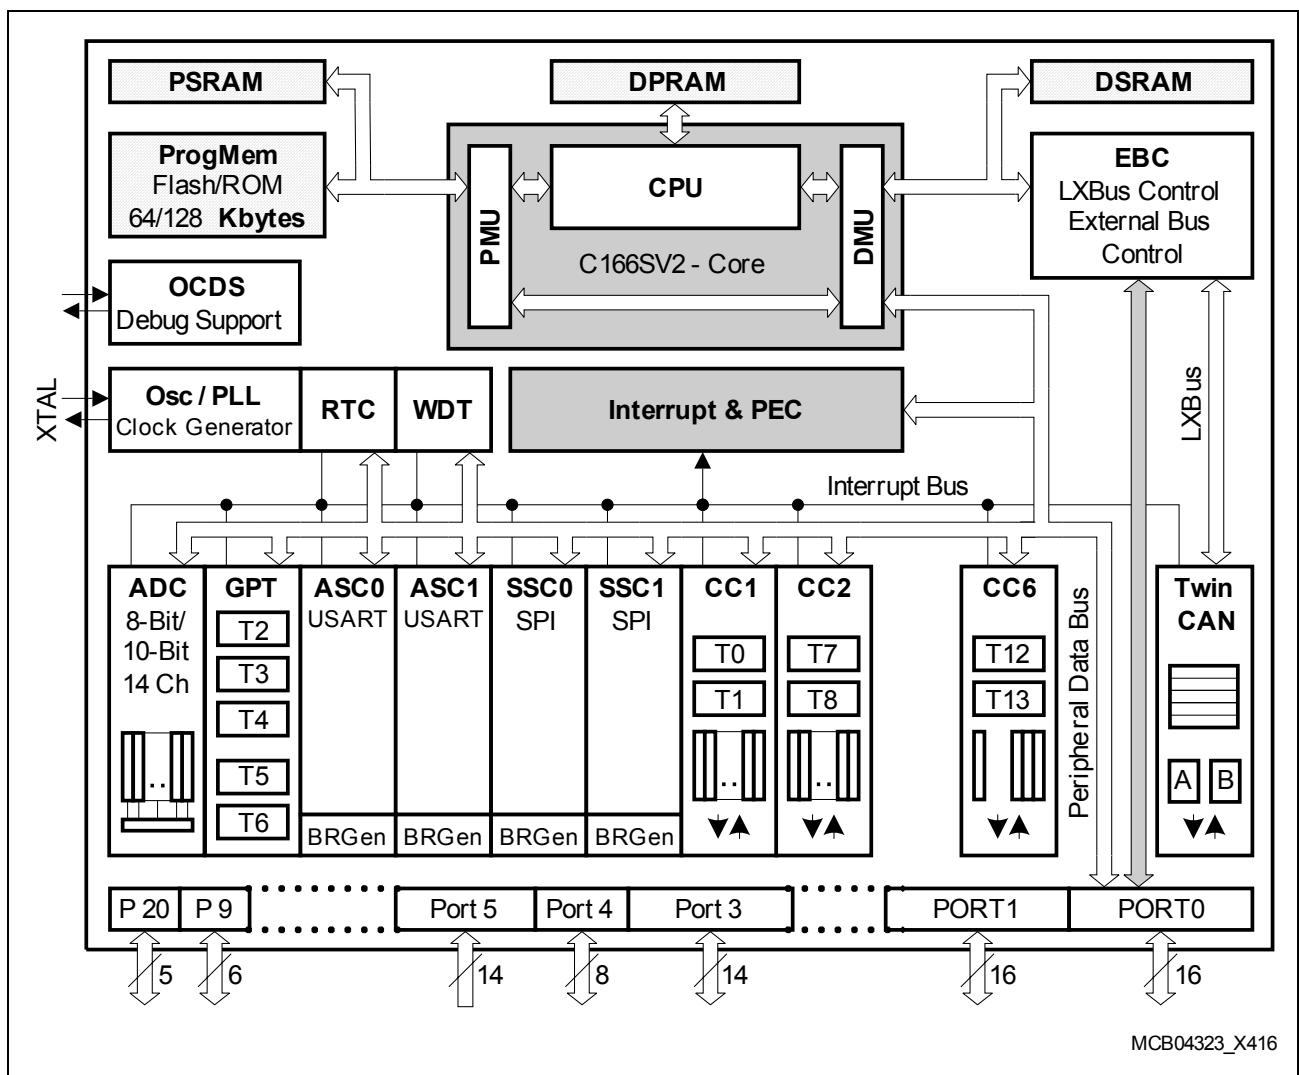 PSRAM
DPRAM
DSRAM
ProgMem
Flash/ROM
64/128 Kbytes
PMU
CPU
DMU
C166SV2 - Core
EBC
LXBus Control
External Bus
Control
OCDS
Debug Support
XTAL
Osc / PLL
Clock Generator
RTC
WDT
Interrupt & PEC
LXBus
Interrupt Bus
ADC
8-Bit/
10-Bit
14 Ch
..
GPT
T2
T3
T4
T5
T6
ASC0
USART
BRGen
ASC1
USART
BRGen
SSC0
SPI
BRGen
SSC1
SPI
BRGen
CC1
T0
T1
..
CC2
T7
T8
..
CC6
T12
T13
Peripheral Data Bus
Twin
CAN
A
B
P 20
P 9
Port 5
Port 4
Port 3
PORT1
PORT0
5
6
14
8
14
16
16
MCB04323_X416